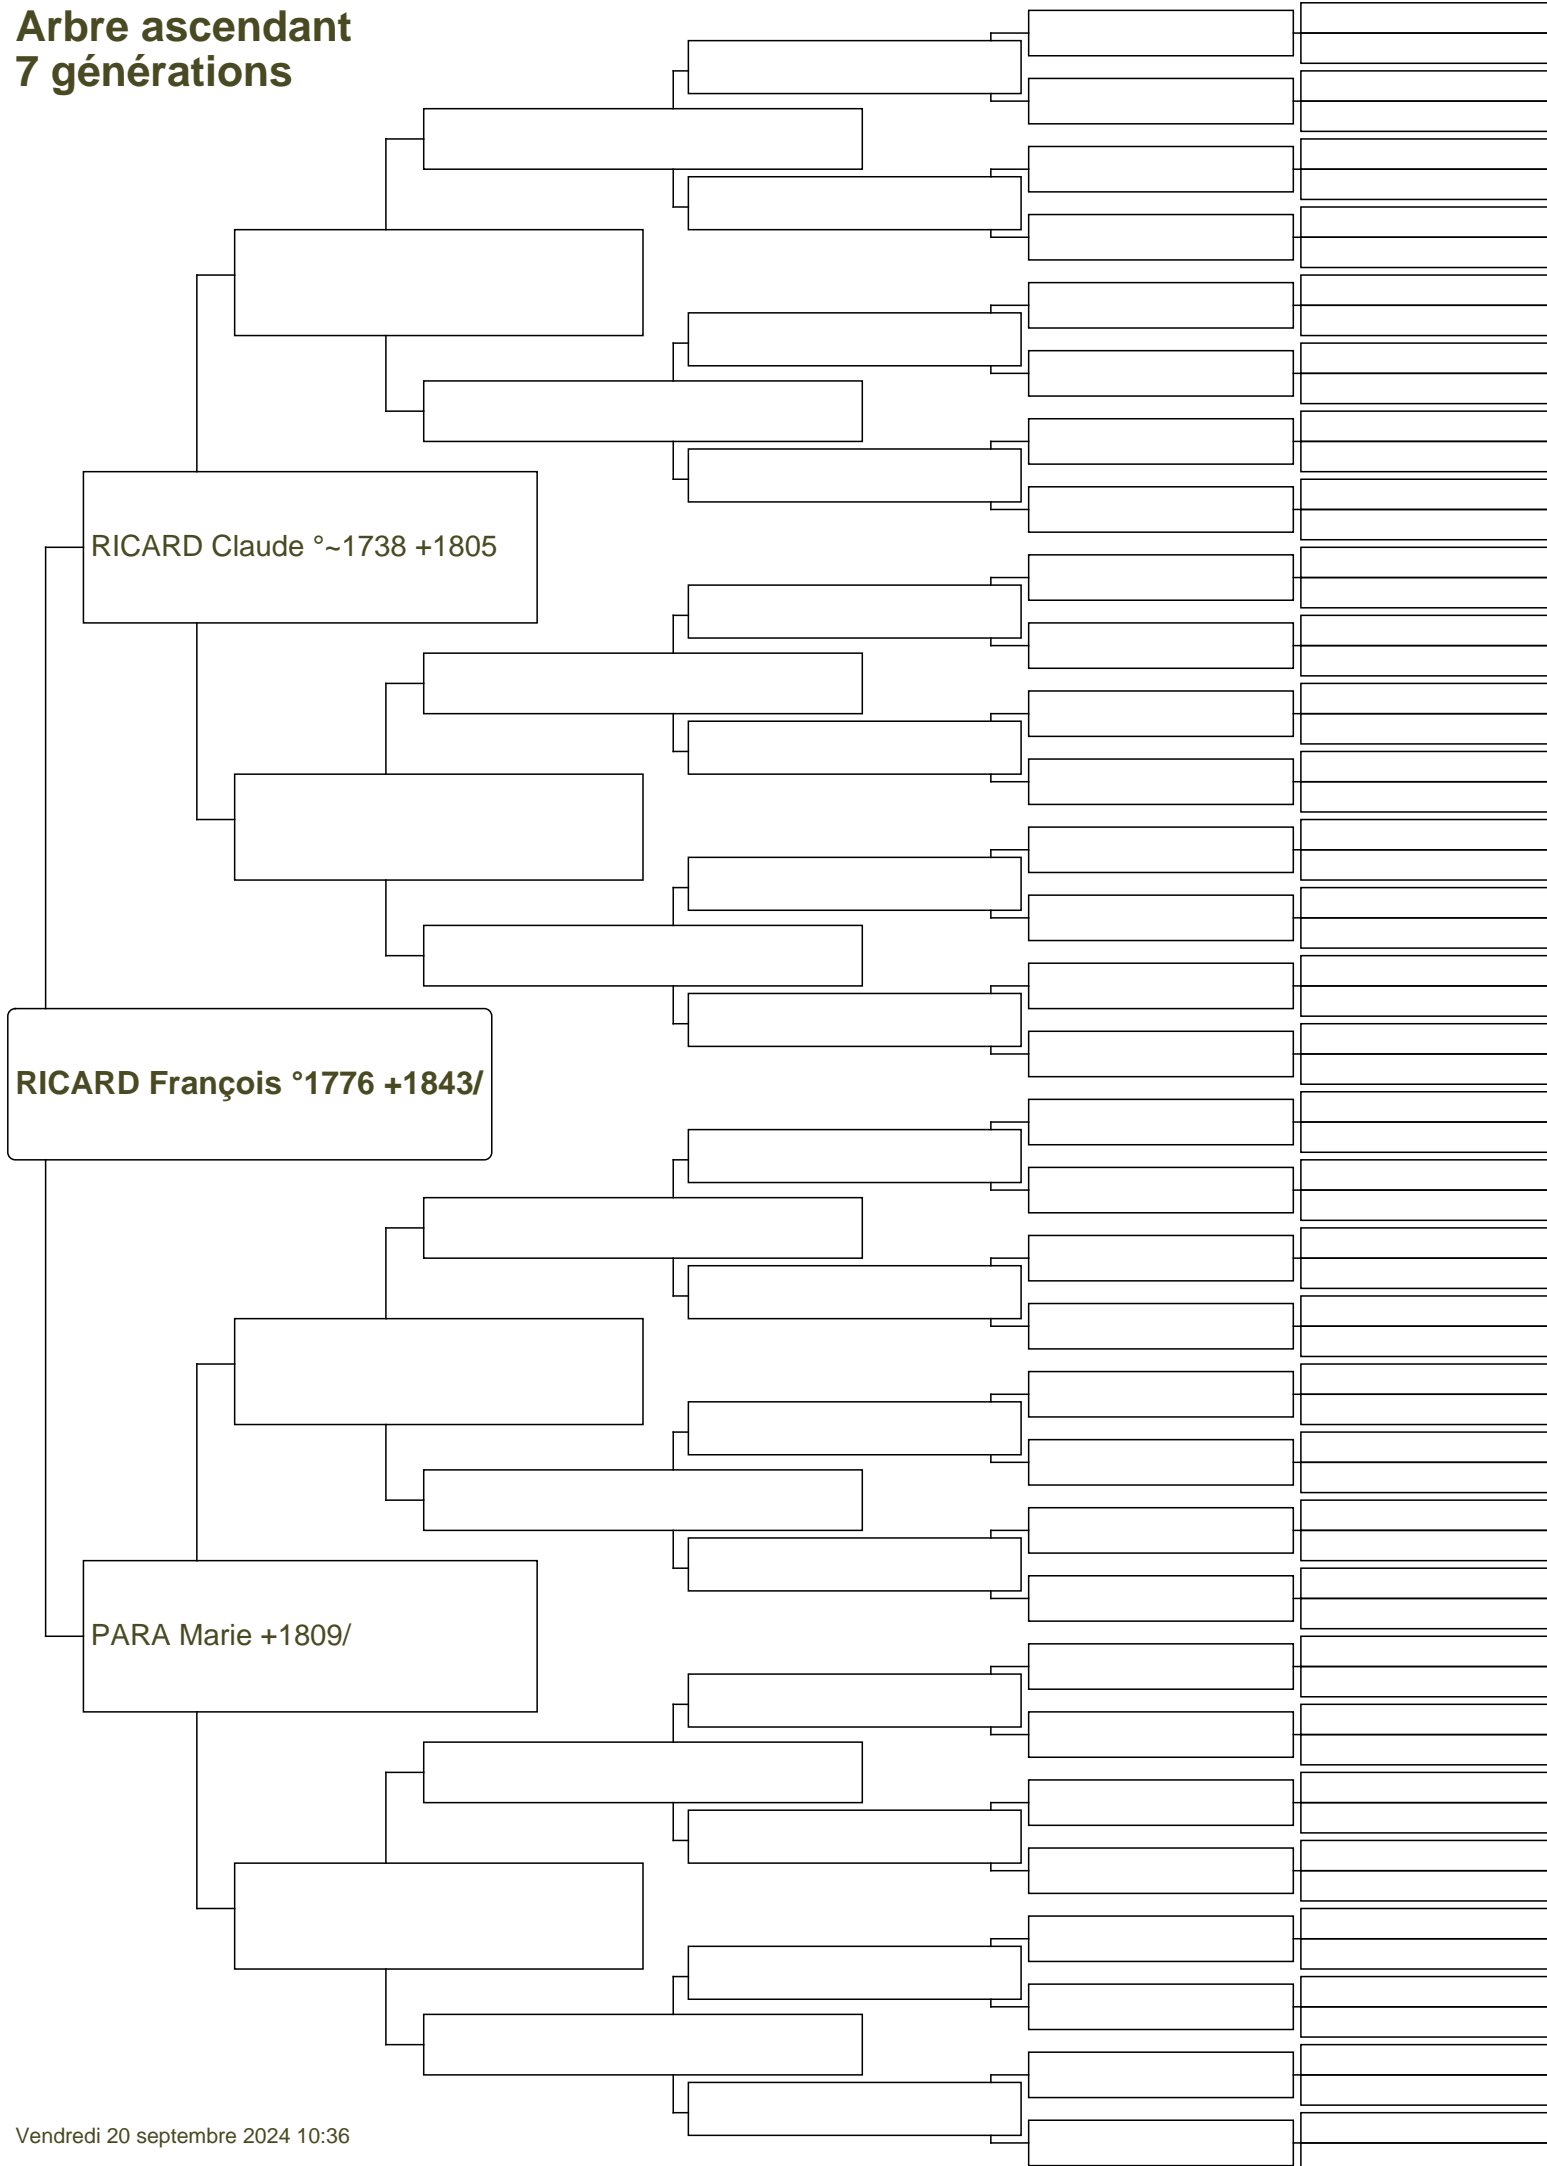 Arbre ascendant
7 générations
RICARD Claude °~1738 +1805
RICARD François °1776 +1843/
PARA Marie +1809/
Vendredi 20 septembre 2024 10:36